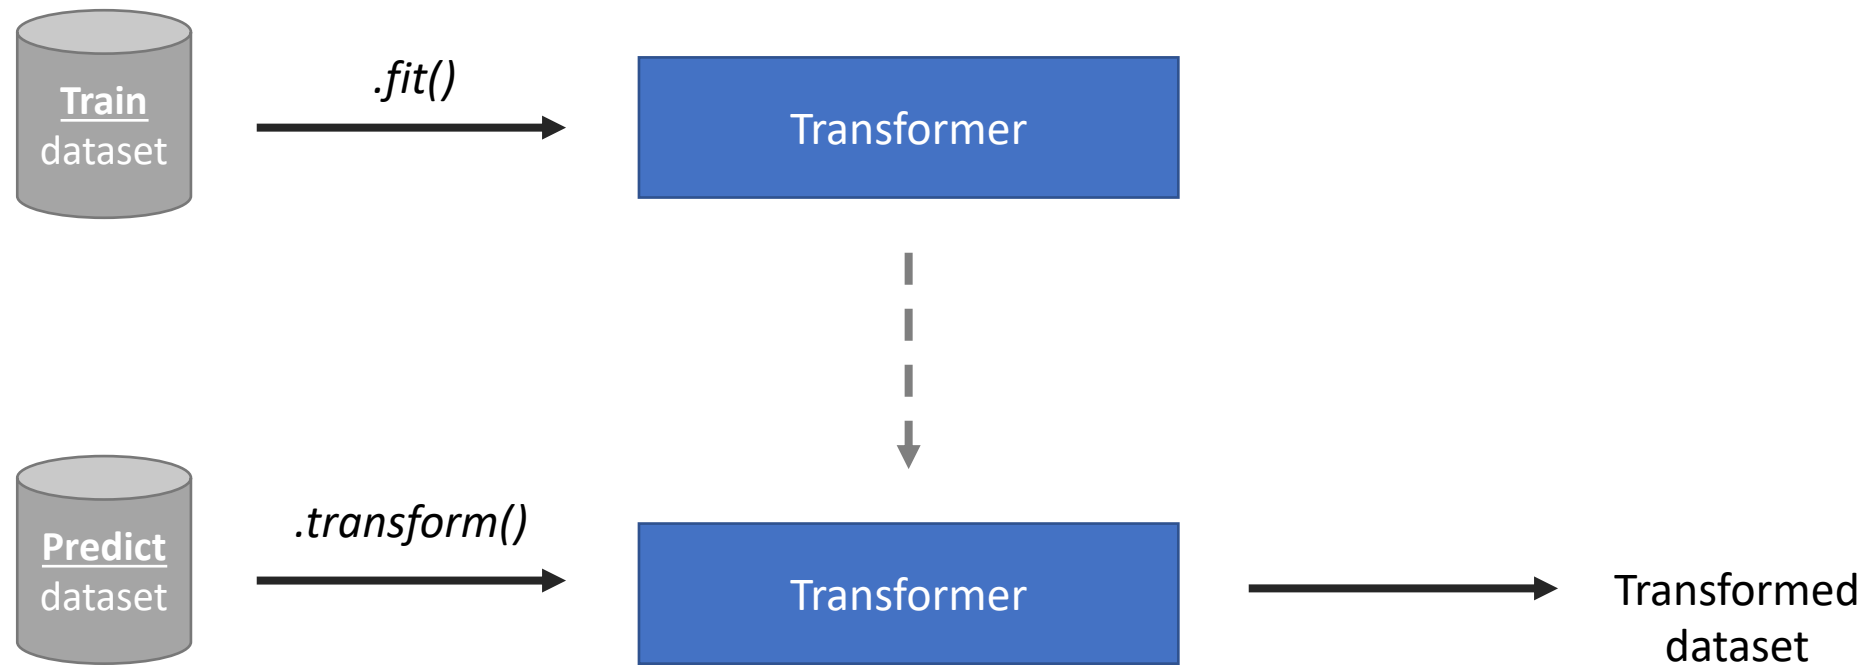 Train
dataset
.fit()
Transformer
Predict
dataset
.transform()
Transformer
Transformed
dataset